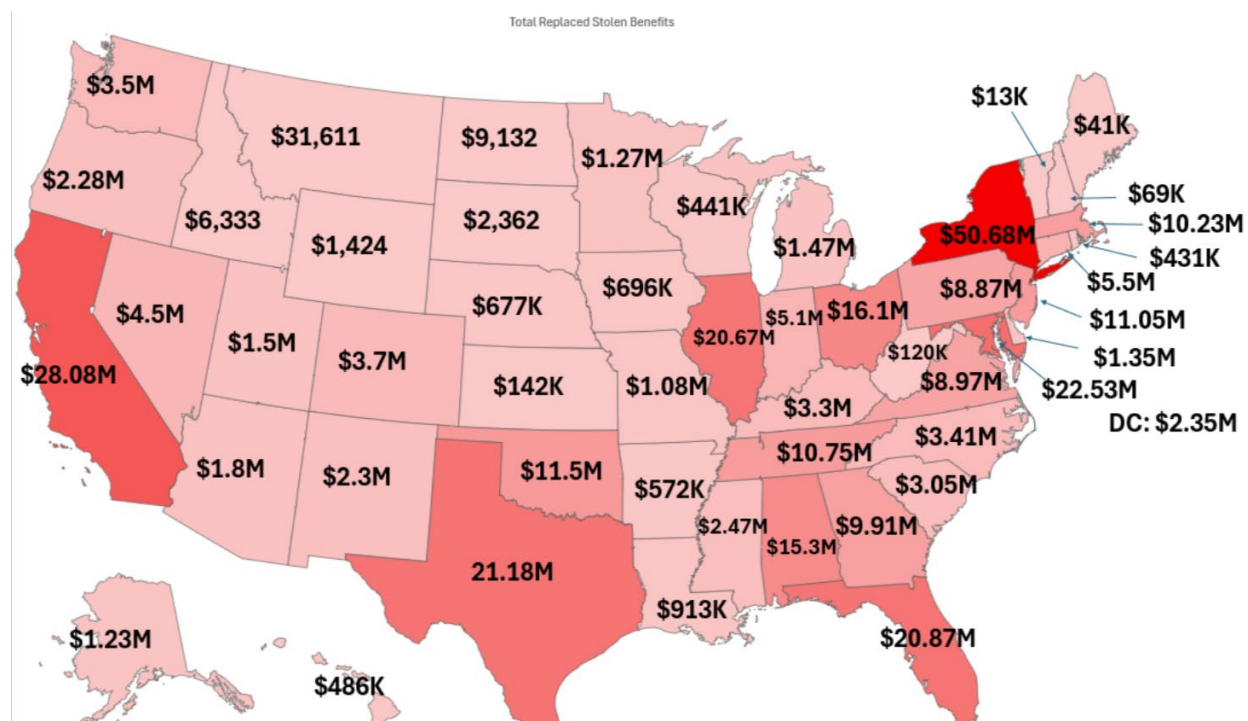 Total Replaced Stolen Benefits
$3.5M
$31,611
$9,132
$1.27M
$13K
$41K
$2.28M
$6,333
$2,362
$441K
$69K
$1,424
$1.47M
$50.68M
$10.23M
$431K
$5.5M
$4.5M
$677K
$696K
$8.87M
$11.05M
$1.5M
$3.7M
$20.67M
$5.1M
$16.1M
$120K
$1.35M
$28.08M
$142K
$1.08M
$8.97M
$22.53M
$3.3M
DC: $2.35M
$1.8M
$2.3M
$11.5M
$10.75M
$3.41M
$572K
$3.05M
$2.47M
$15.3M
$9.91M
21.18M
$913K
$1.23M
$20.87M
$486K